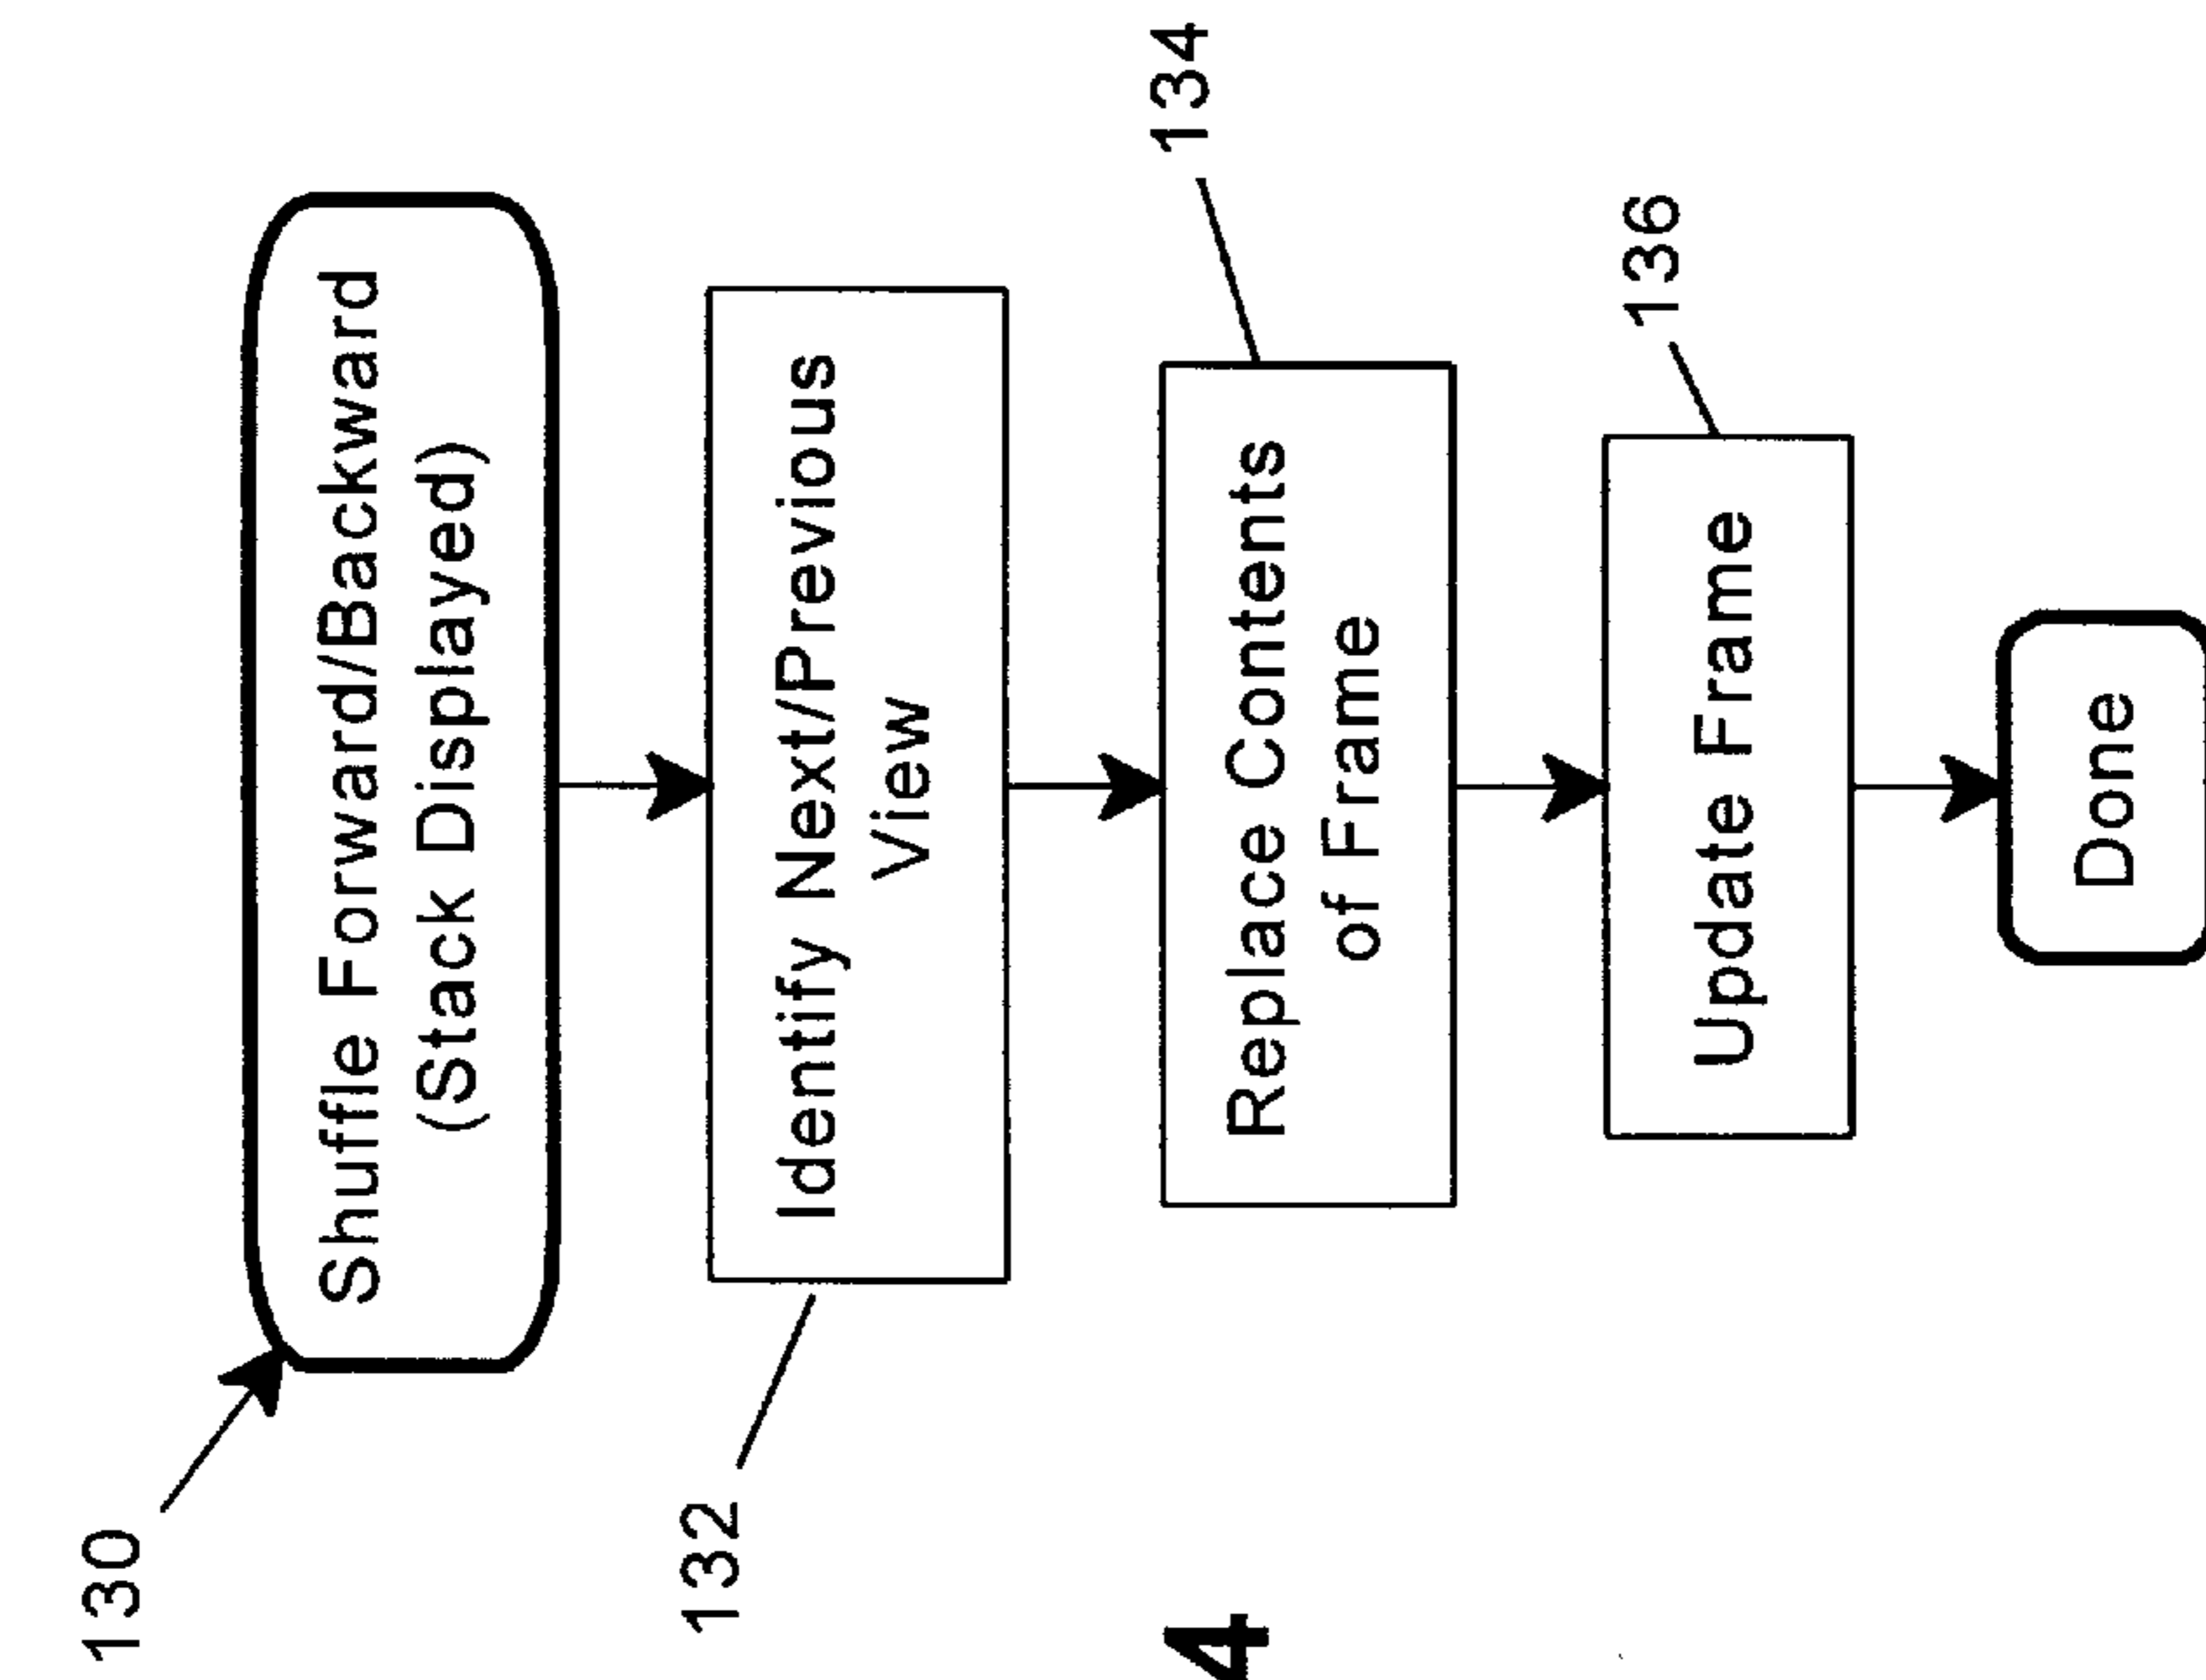 130
Shuffle Forward/Backward
(Stack Displayed)
132
Identify Next/Previous
View
134
Replace Contents
of Frame
136
Update Frame
Done
4